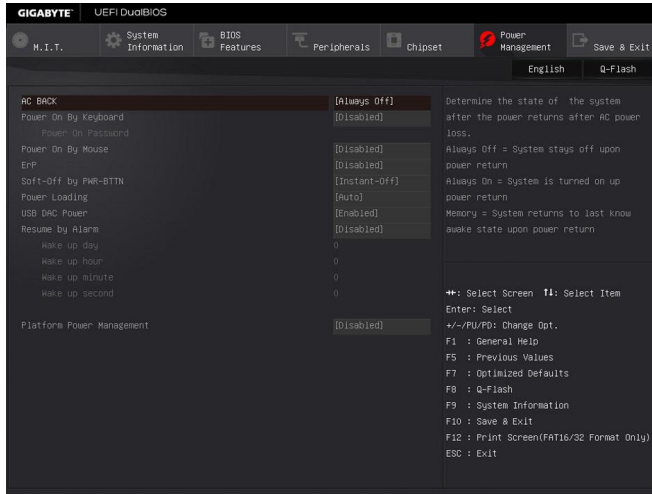 GIGABYTE™ UEFI DualBIOS
M.I.T. System Information BIOS Features Peripherals Chipset Power Management Save & Exit
English Q-Flash
AC BACK [Always Off]
Power On By Keyboard [Disabled]
Power On Password
Power On By Mouse [Disabled]
ErP [Disabled]
Soft-Off by PWR-BTTN [Instant-Off]
Power Loading [Auto]
USB DAC Power [Enabled]
Resume by Alarm [Disabled]
Wake up day 0
Wake up hour 0
Wake up minute 0
Wake up second 0
Platform Power Management [Disabled]
Determine the state of the system
after the power returns after AC power
loss.
Always Off = System stays off upon
power return
Always On = System is turned on up
power return
Memory = System returns to last know
awake state upon power return
→←: Select Screen ↑↓: Select Item
Enter: Select
+/-/PU/PD: Change Opt.
F1 : General Help
F5 : Previous Values
F7 : Optimized Defaults
F8 : Q-Flash
F9 : System Information
F10 : Save & Exit
F12 : Print Screen(FAT16/32 Format Only)
ESC : Exit